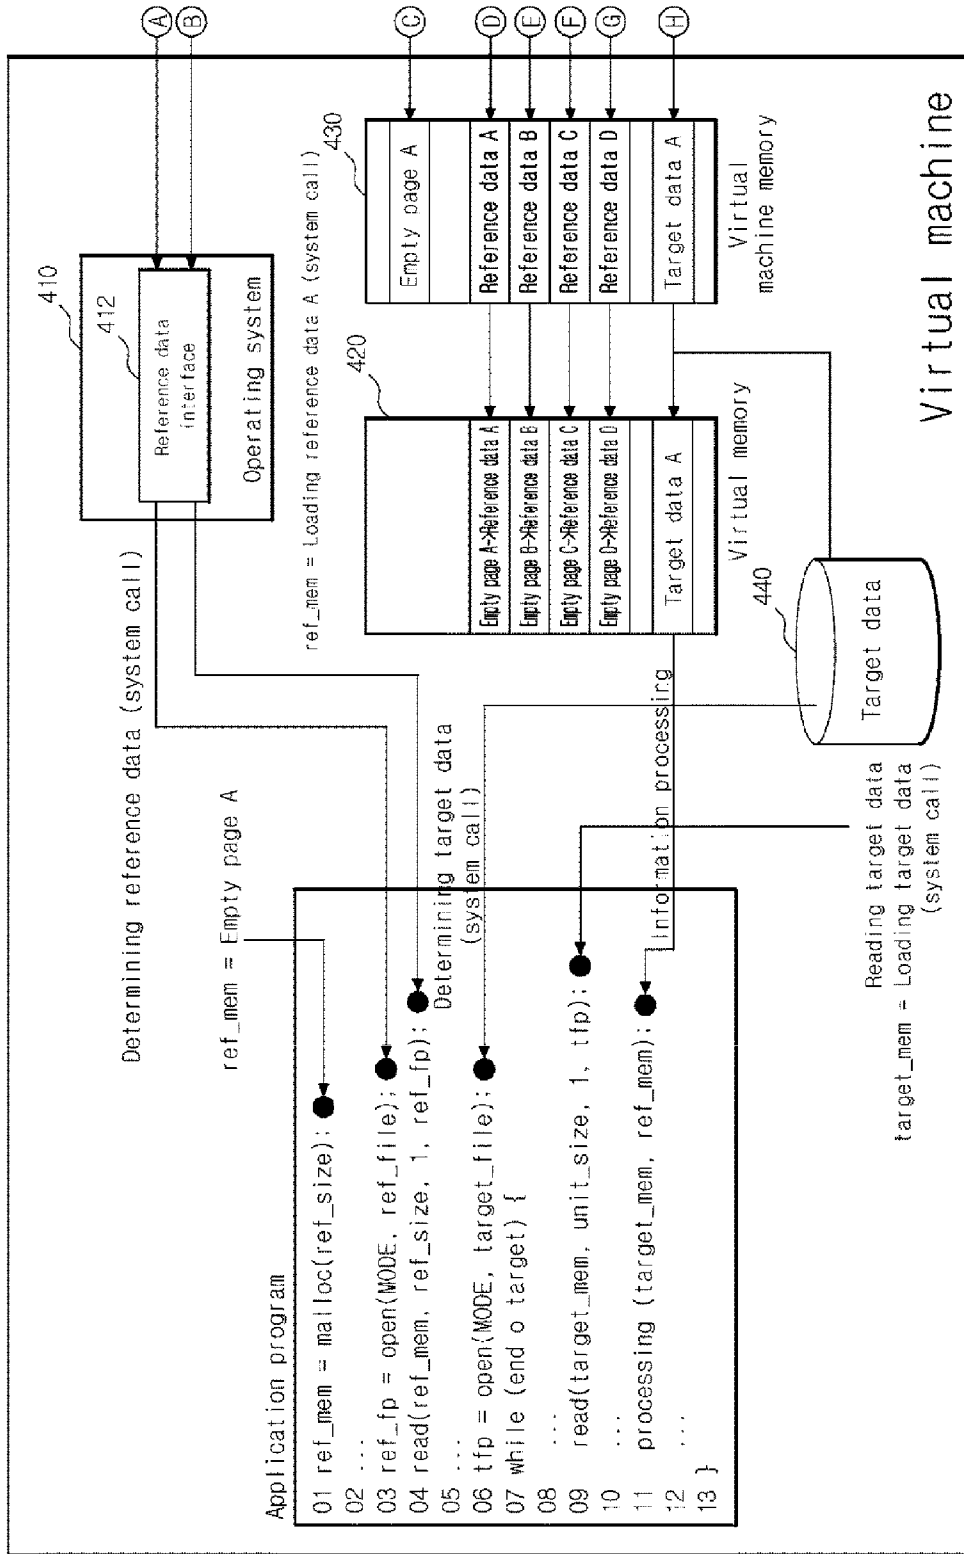 Virtual machine
Application program
01 ref_mem = malloc(ref_size);
02 ...
03 ref_fp = open(MODE, ref_file);
04 read(ref_mem, ref_size, 1, ref_fp);
05 ...
06 tfp = open(MODE, target_file);
07 while (end o target) {
08 ...
09 read(target_mem, unit_size, 1, tfp);
10 ...
11 processing (target_mem, ref_mem);
12 ...
13 }
ref_mem = Empty page A
Determining reference data (system call)
ref_mem = Loading reference data A (system call)
Determining target data
(system call)
Information processing
Reading target data
target_mem = Loading target data
(system call)
410
412
Reference data
interface
Operating system
420
Empty page A->Reference data A
Empty page B->Reference data B
Empty page C->Reference data C
Empty page D->Reference data D
Target data A
Virtual memory
430
Empty page A
Reference data A
Reference data B
Reference data C
Reference data D
Target data A
Virtual
machine memory
440
Target data
A
B
C
D
E
F
G
H